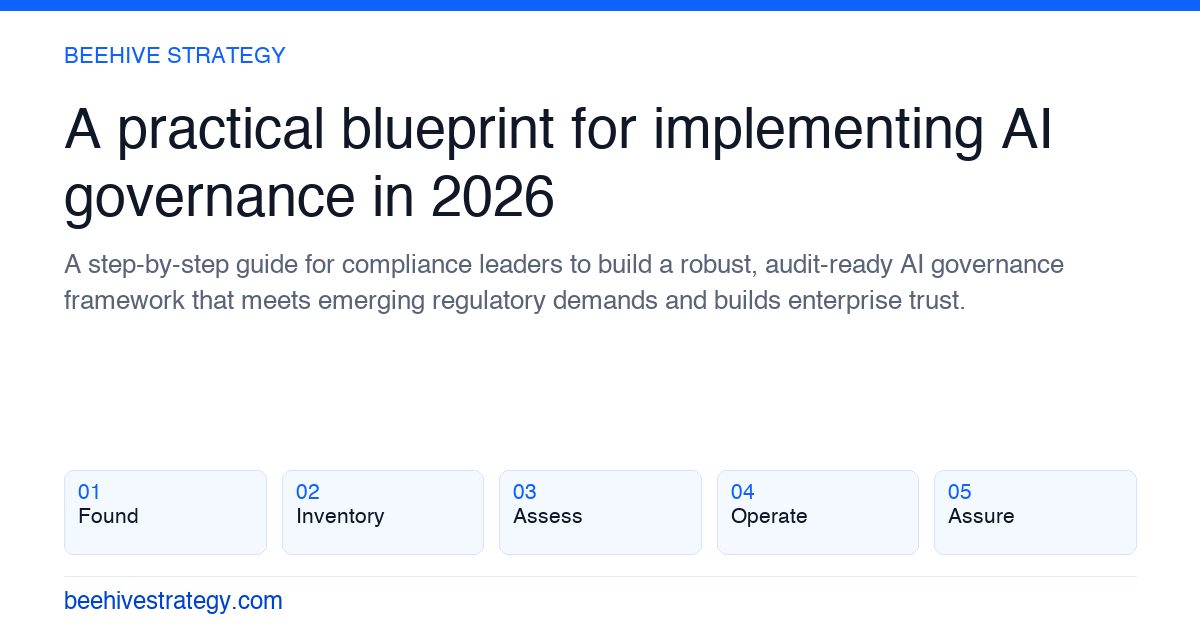 BEEHIVE STRATEGY
A practical blueprint for implementing AI
governance in 2026
A step-by-step guide for compliance leaders to build a robust, audit-ready AI governance
framework that meets emerging regulatory demands and builds enterprise trust.
01
Found
02
Inventory
03
Assess
04
Operate
05
Assure
beehivestrategy.com